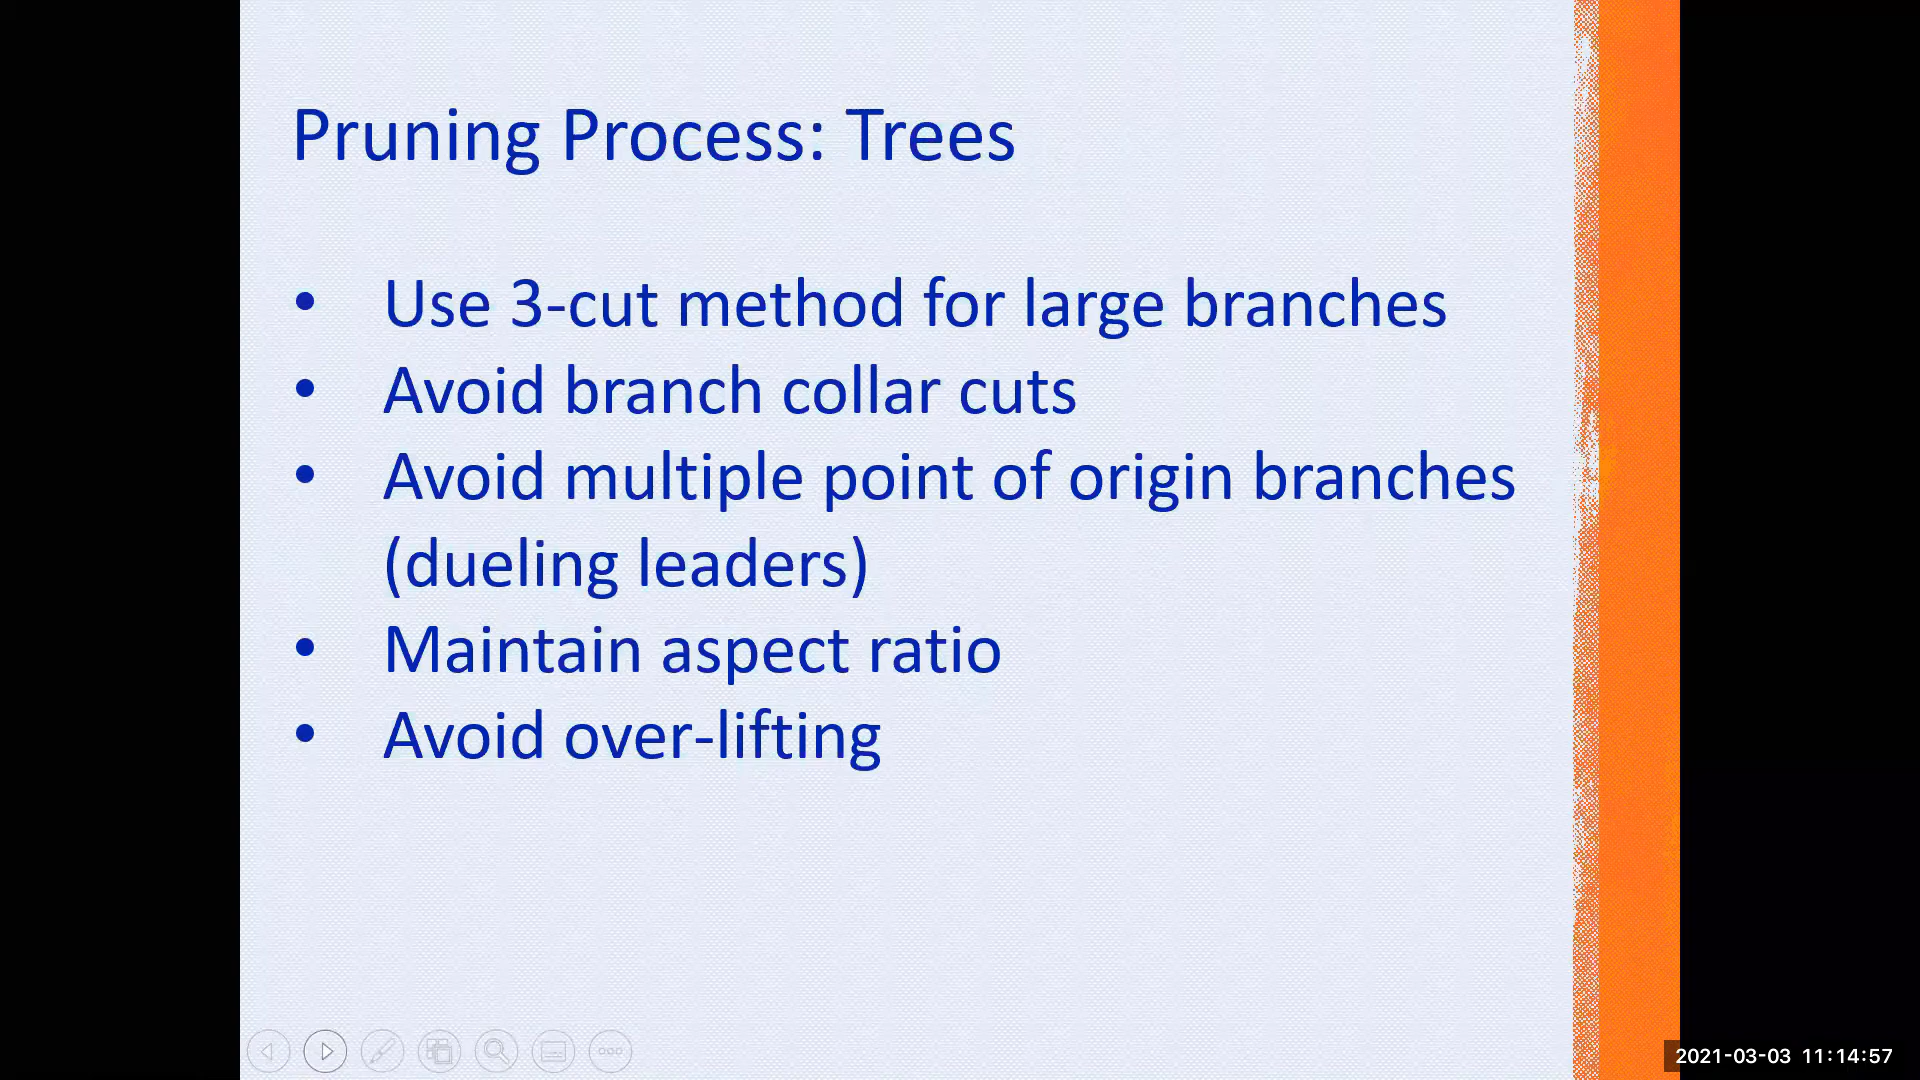 Pruning Process: Trees
• Use 3-cut method for large branches
• Avoid branch collar cuts
• Avoid multiple point of origin branches
(dueling leaders)
• Maintain aspect ratio
• Avoid over-lifting
2021-03-03 11:14:57